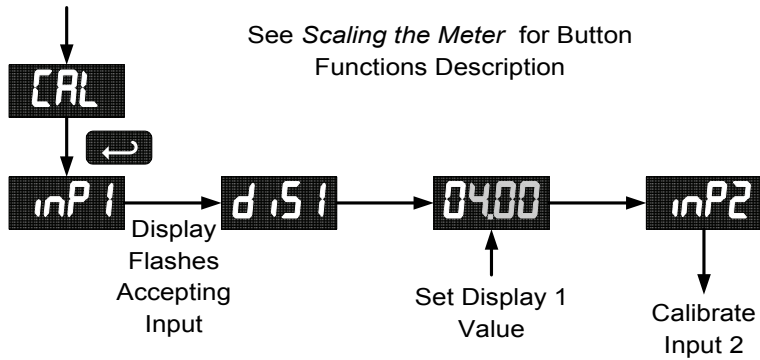 See Scaling the Meter for Button
Functions Description
CAL
inP1
diS1
04.00
inP2
Display
Flashes
Accepting
Input
Set Display 1
Value
Calibrate
Input 2